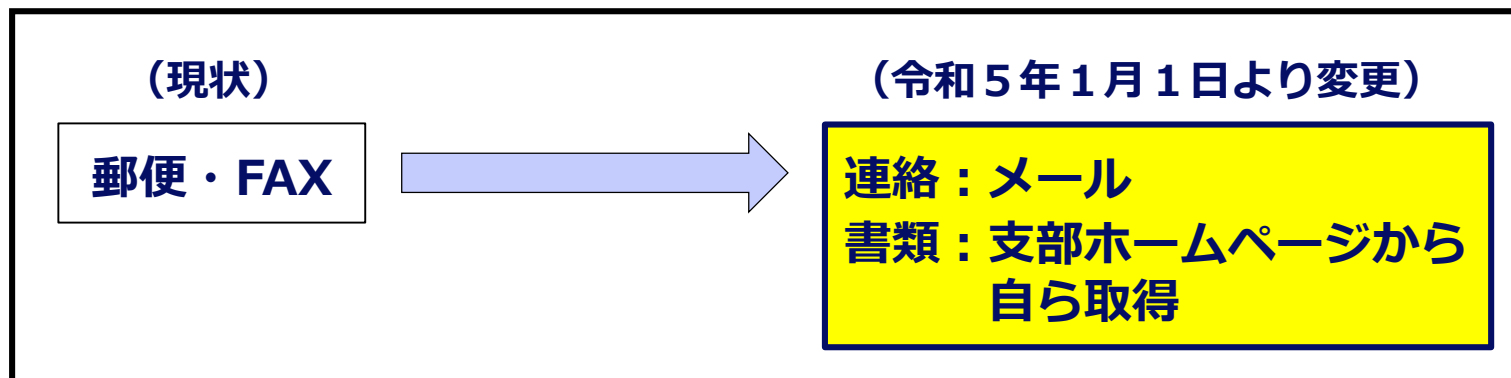 （現状）
郵便・FAX
（令和５年１月１日より変更）
連絡：メール
書類：支部ホームページから
自ら取得